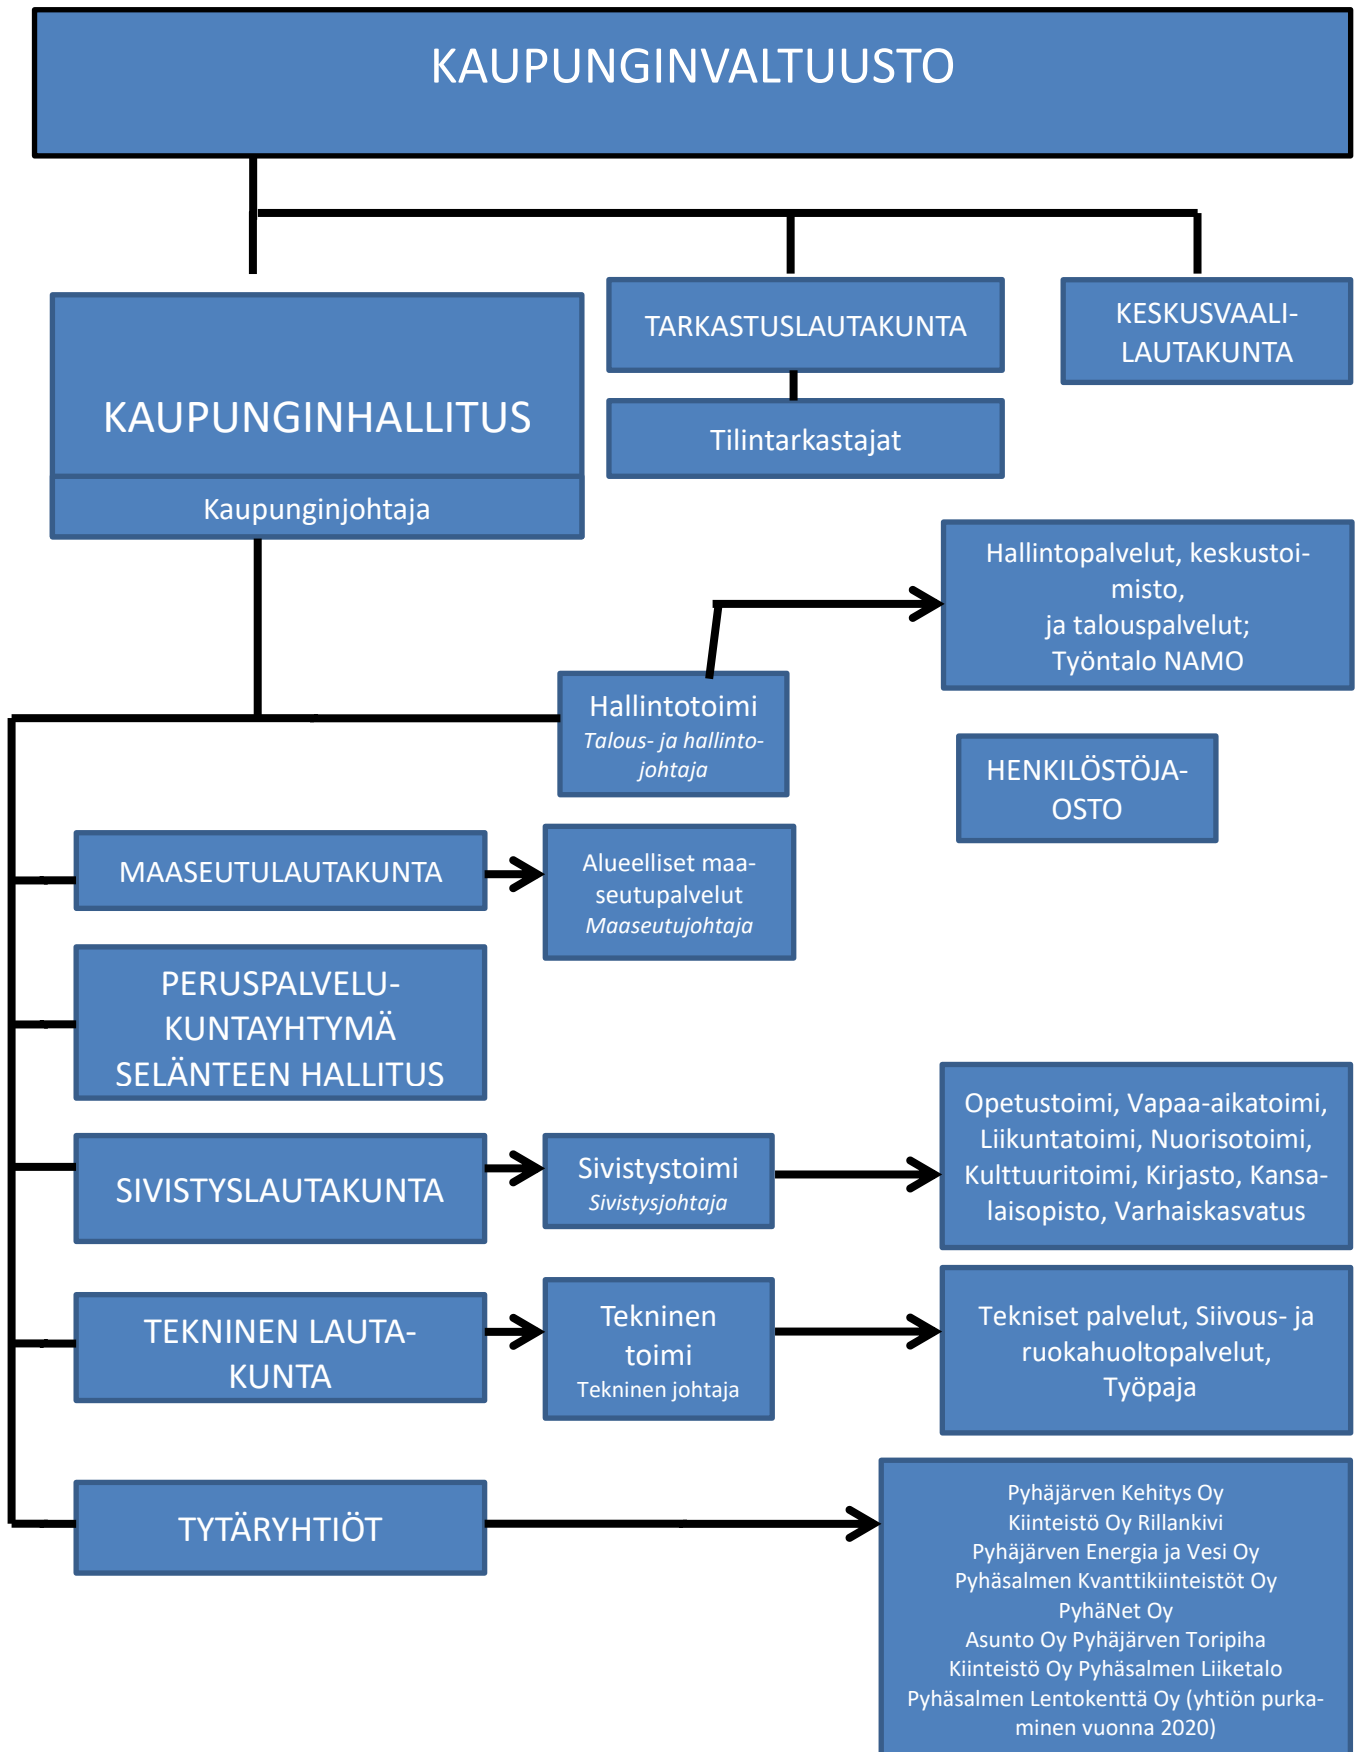 KAUPUNGINVALTUUSTO
KAUPUNGINHALLITUS
Kaupunginjohtaja
TARKASTUSLAUTAKUNTA
Tilintarkastajat
KESKUSVAALI-
LAUTAKUNTA
Hallintopalvelut, keskustoi-
misto,
ja talouspalvelut;
Työntalo NAMO
Hallintotoimi
Talous- ja hallinto-
johtaja
HENKILÖSTÖJA-
OSTO
MAASEUTULAUTAKUNTA
Alueelliset maa-
seutupalvelut
Maaseutujohtaja
PERUSPALVELU-
KUNTAYHTYMÄ
SELÄNTEEN HALLITUS
SIVISTYSLAUTAKUNTA
Sivistystoimi
Sivistysjohtaja
Opetustoimi, Vapaa-aikatoimi,
Liikuntatoimi, Nuorisotoimi,
Kulttuuritoimi, Kirjasto, Kansa-
laisopisto, Varhaiskasvatus
TEKNINEN LAUTA-
KUNTA
Tekninen
toimi
Tekninen johtaja
Tekniset palvelut, Siivous- ja
ruokahuoltopalvelut,
Työpaja
TYTÄRYHTIÖT
Pyhäjärven Kehitys Oy
Kiinteistö Oy Rillankivi
Pyhäjärven Energia ja Vesi Oy
Pyhäsalmen Kvanttikiinteistöt Oy
PyhäNet Oy
Asunto Oy Pyhäjärven Toripiha
Kiinteistö Oy Pyhäsalmen Liiketalo
Pyhäsalmen Lentokenttä Oy (yhtiön purka-
minen vuonna 2020)